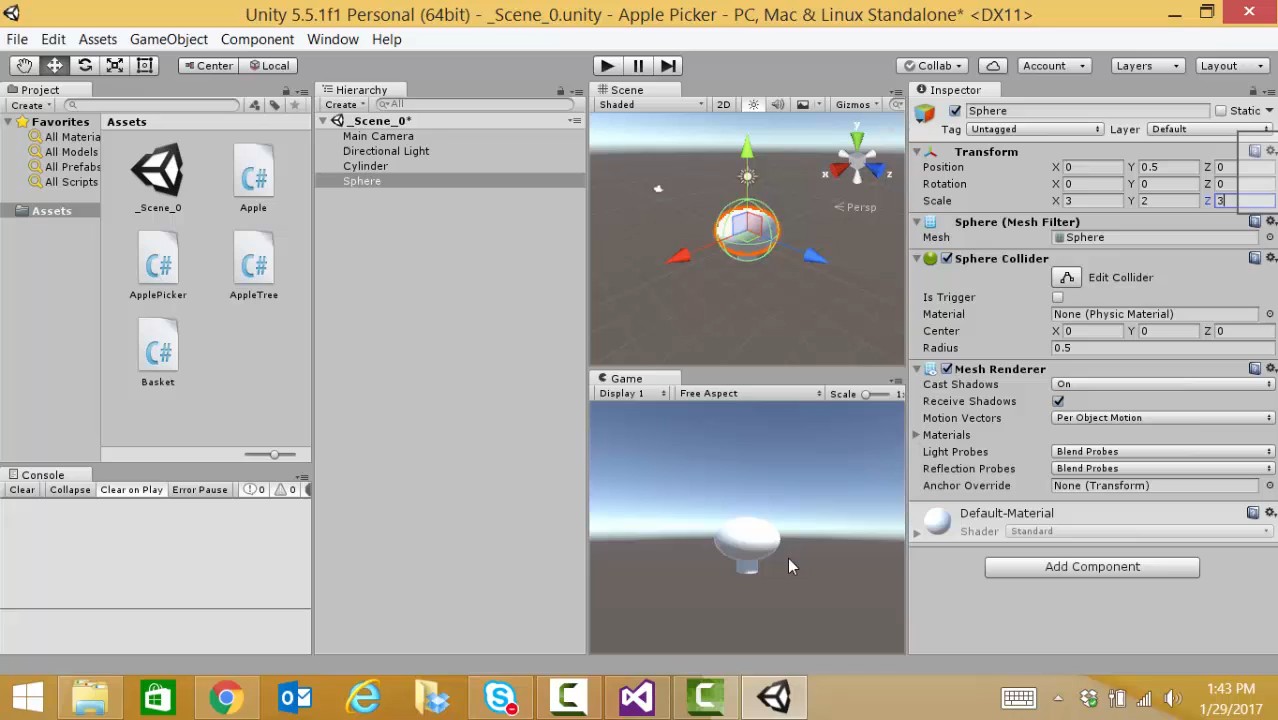 Unity 5.5.1f1 Personal (64bit) - _Scene_0.unity - Apple Picker - PC, Mac & Linux Standalone* <DX11>
File Edit Assets GameObject Component Window Help
Center Local Collab Account Layers Layout
Project
Create
Favorites
All Materia
All Models
All Prefabs
All Scripts
Assets
Assets
_Scene_0
Apple
ApplePicker
AppleTree
Basket
C#
C#
C#
C#
Console
Clear Collapse Clear on Play Error Pause 0 0
Hierarchy
Create All
_Scene_0*
Main Camera
Directional Light
Cylinder
Sphere
Scene
Shaded 2D Gizmos
y
x z
Persp
Game
Display 1 Free Aspect Scale 1:
Inspector
Sphere Static
Tag Untagged Layer Default
Transform
Position X 0 Y 0.5 Z 0
Rotation X 0 Y 0 Z 0
Scale X 3 Y 2 Z 3
Sphere (Mesh Filter)
Mesh Sphere
Sphere Collider
Edit Collider
Is Trigger
Material None (Physic Material)
Center X 0 Y 0 Z 0
Radius 0.5
Mesh Renderer
Cast Shadows On
Receive Shadows
Motion Vectors Per Object Motion
Materials
Light Probes Blend Probes
Reflection Probes Blend Probes
Anchor Override None (Transform)
Default-Material
Shader Standard
Add Component
1:43 PM
1/29/2017